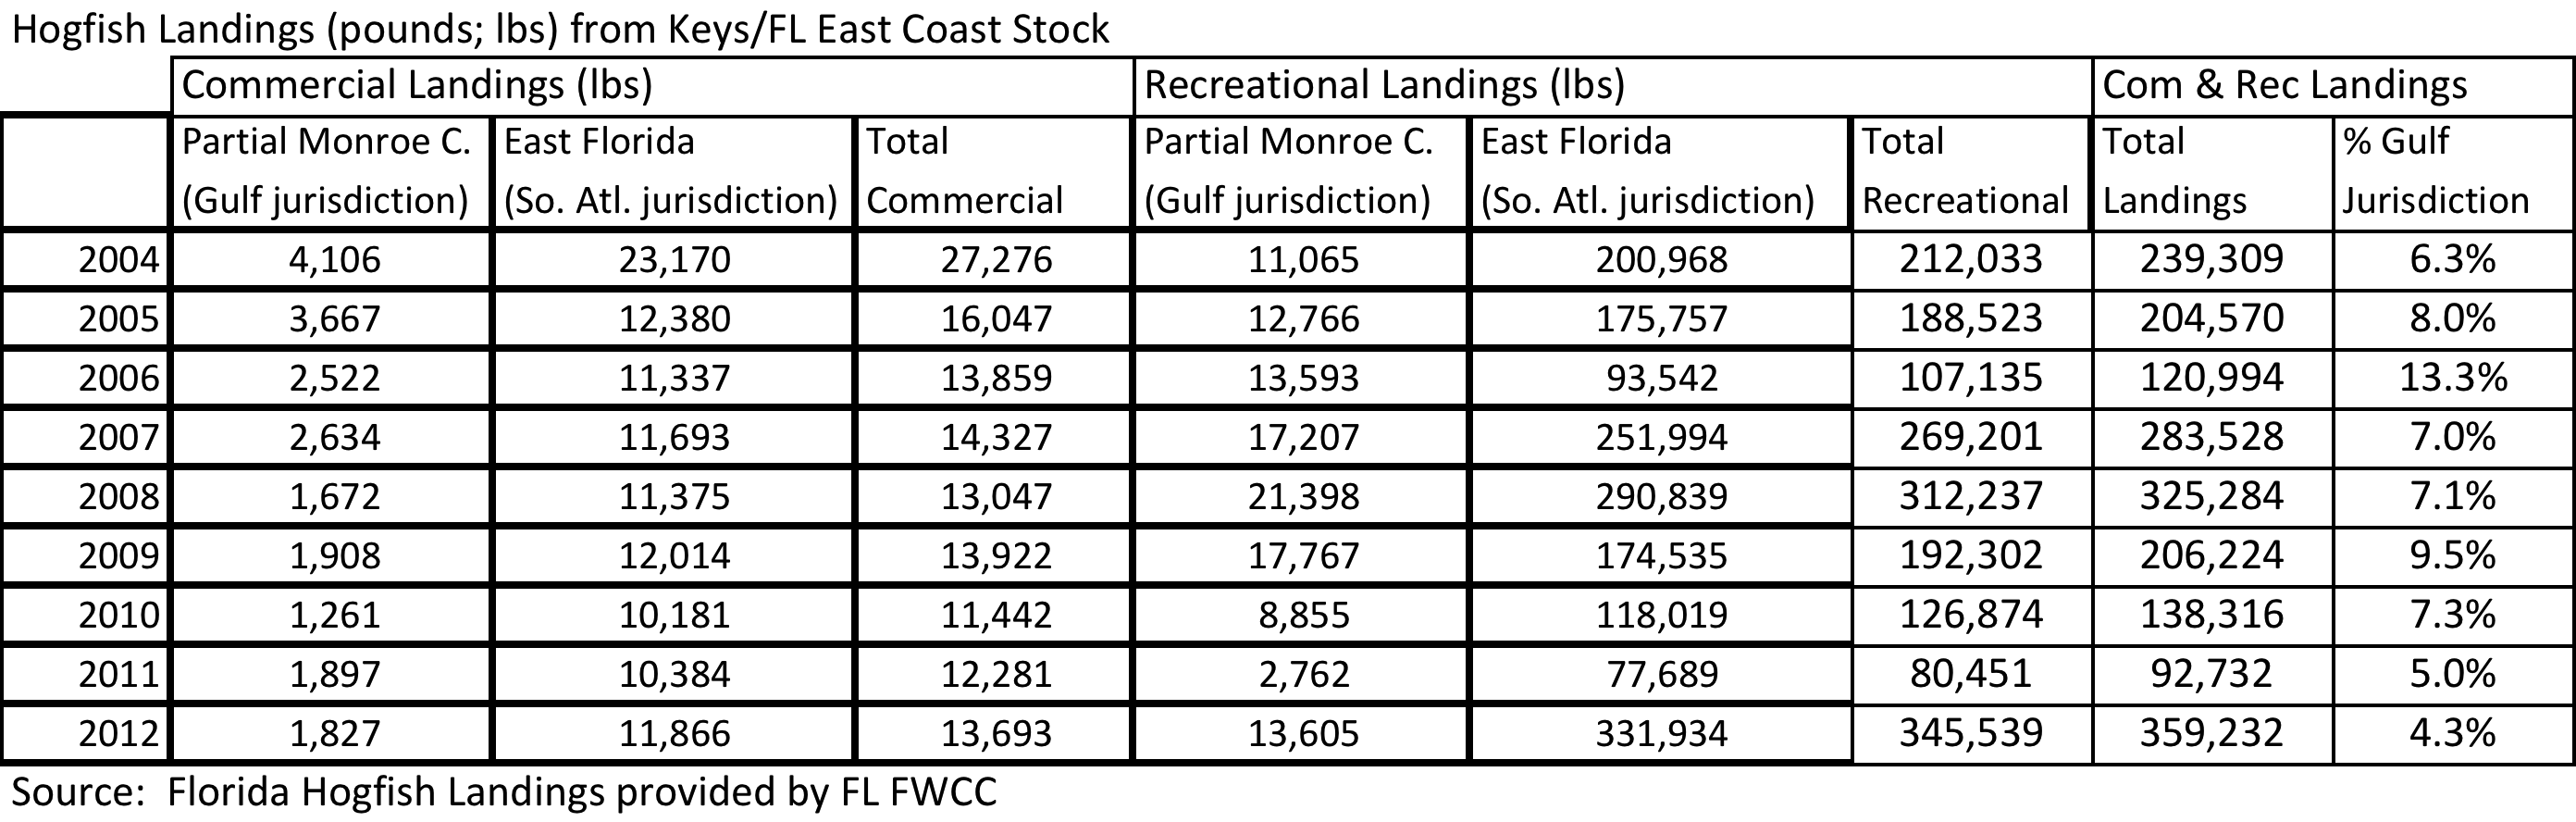 Hogfish Landings (pounds; lbs) from Keys/FL East Coast Stock
Commercial Landings (lbs) Recreational Landings (lbs) Com & Rec Landings
Partial Monroe C. East Florida Total Partial Monroe C. East Florida Total Total % Gulf
(Gulf jurisdiction) (So. Atl. jurisdiction) Commercial (Gulf jurisdiction) (So. Atl. jurisdiction) Recreational Landings Jurisdiction
2004 4,106 23,170 27,276 11,065 200,968 212,033 239,309 6.3%
2005 3,667 12,380 16,047 12,766 175,757 188,523 204,570 8.0%
2006 2,522 11,337 13,859 13,593 93,542 107,135 120,994 13.3%
2007 2,634 11,693 14,327 17,207 251,994 269,201 283,528 7.0%
2008 1,672 11,375 13,047 21,398 290,839 312,237 325,284 7.1%
2009 1,908 12,014 13,922 17,767 174,535 192,302 206,224 9.5%
2010 1,261 10,181 11,442 8,855 118,019 126,874 138,316 7.3%
2011 1,897 10,384 12,281 2,762 77,689 80,451 92,732 5.0%
2012 1,827 11,866 13,693 13,605 331,934 345,539 359,232 4.3%
Source:  Florida Hogfish Landings provided by FL FWCC